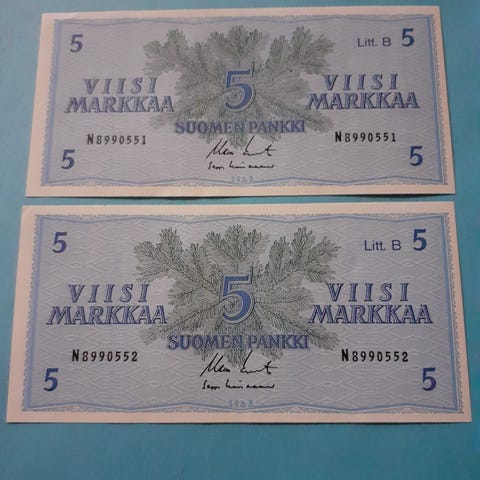 5 Litt. B 5
VIISI 5 VIISI
MARKKAA MARKKAA
SUOMEN PANKKI
N8990551 N8990551
5 5
1963
5 Litt. B 5
VIISI 5 VIISI
MARKKAA MARKKAA
SUOMEN PANKKI
N8990552 N8990552
5 5
1963